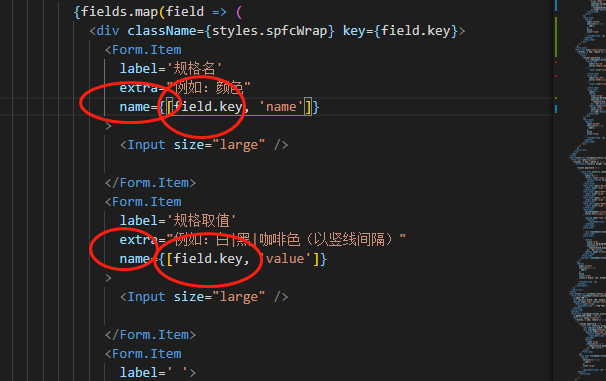 {fields.map(field => (
<div className={styles.spfcWrap} key={field.key}>
<Form.Item
label='规格名'
extra="例如：颜色"
name={[field.key, 'name']}
>
<Input size="large" />
</Form.Item>
<Form.Item
label='规格取值'
extra="例如：白|黑|咖啡色（以竖线间隔）"
name={[field.key, 'value']}
>
<Input size="large" />
</Form.Item>
<Form.Item
label=' '>